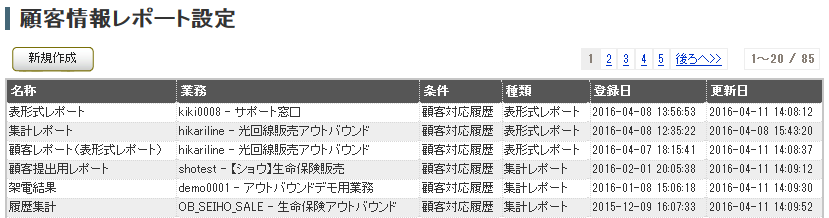 顧客情報レポート設定
新規作成
1 2 3 4 5 後ろへ>> 1～20 / 85
名称 業務 条件 種類 登録日 更新日
表形式レポート kiki0008 - サポート窓口 顧客対応履歴 表形式レポート 2016-04-08 13:56:53 2016-04-11 14:08:12
集計レポート hikariline - 光回線販売アウトバウンド 顧客対応履歴 集計レポート 2016-04-08 12:35:22 2016-04-08 15:43:20
顧客レポート(表形式レポート) hikariline - 光回線販売アウトバウンド 顧客対応履歴 表形式レポート 2016-04-07 18:15:41 2016-04-11 14:08:37
顧客提出用レポート shotest - 【ショウ】生命保険販売 顧客対応履歴 集計レポート 2016-02-01 20:05:38 2016-04-11 14:09:12
架電結果 demo0001 - アウトバウンドデモ用業務 顧客対応履歴 集計レポート 2016-01-08 15:06:18 2016-04-11 14:09:30
履歴集計 OB_SEIHO_SALE - 生命保険アウトバウンド 顧客対応履歴 集計レポート 2015-12-09 16:07:33 2016-04-11 14:09:52